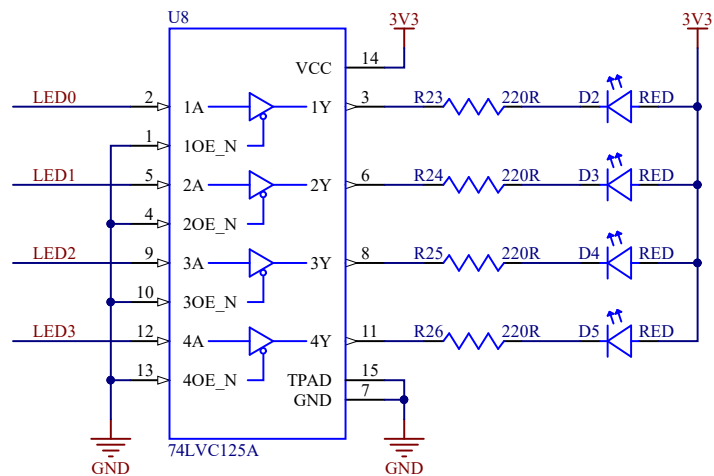 U8
3V3
3V3
VCC 14
LED0 2 1A 1Y 3 R23 220R D2 RED
1 1OE_N
LED1 5 2A 2Y 6 R24 220R D3 RED
4 2OE_N
LED2 9 3A 3Y 8 R25 220R D4 RED
10 3OE_N
LED3 12 4A 4Y 11 R26 220R D5 RED
13 4OE_N TPAD 15
GND 7
74LVC125A
GND
GND